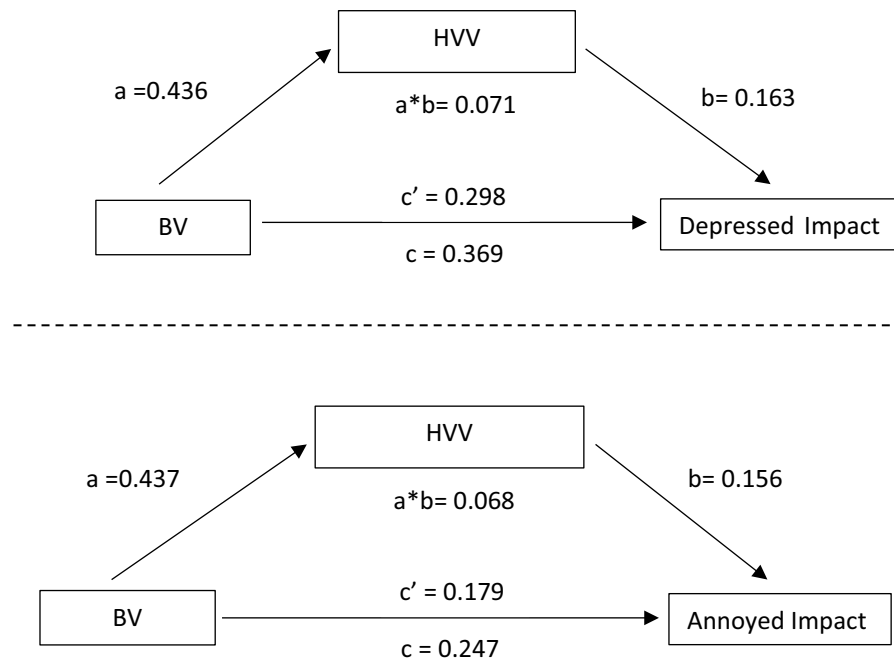 HVV
a =0.436
a*b= 0.071
b= 0.163
BV
c’ = 0.298
c = 0.369
Depressed Impact
HVV
a =0.437
a*b= 0.068
b= 0.156
BV
c’ = 0.179
c = 0.247
Annoyed Impact